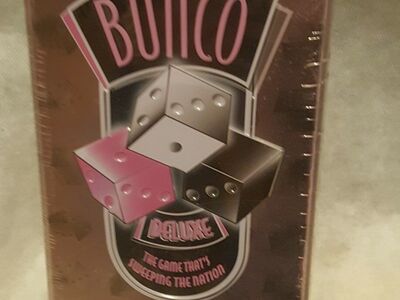 BUNCO
DELUXE
THE GAME THAT'S
SWEEPING THE NATION